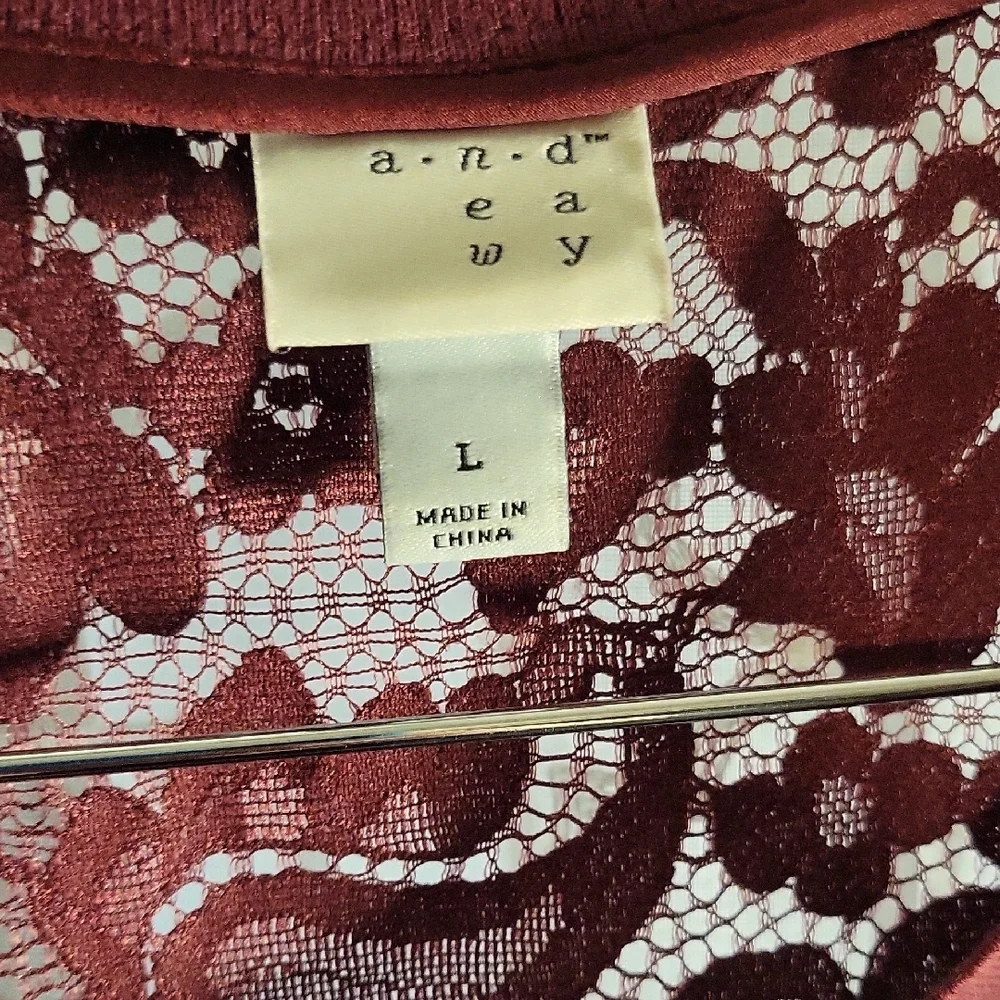 a · n · d™
e a
w y
L
MADE IN
CHINA